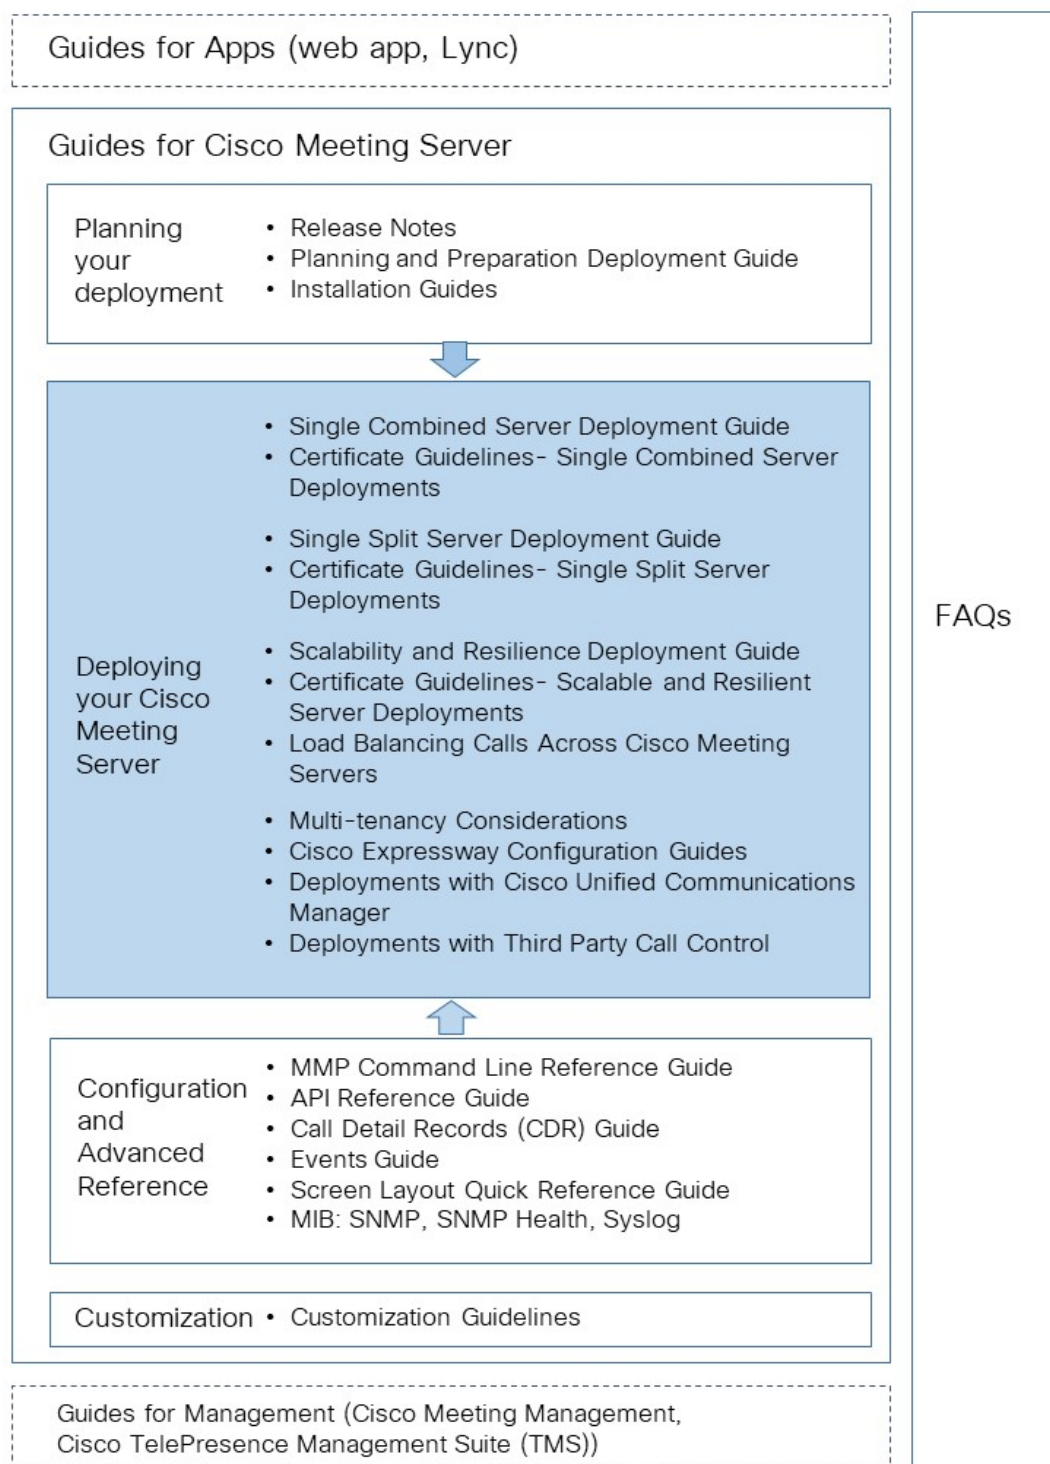 Guides for Apps (web app, Lync)
Guides for Cisco Meeting Server
Planning
your
deployment
• Release Notes
• Planning and Preparation Deployment Guide
• Installation Guides
Deploying
your Cisco
Meeting
Server
• Single Combined Server Deployment Guide
• Certificate Guidelines- Single Combined Server
Deployments
• Single Split Server Deployment Guide
• Certificate Guidelines- Single Split Server
Deployments
• Scalability and Resilience Deployment Guide
• Certificate Guidelines- Scalable and Resilient
Server Deployments
• Load Balancing Calls Across Cisco Meeting
Servers
• Multi-tenancy Considerations
• Cisco Expressway Configuration Guides
• Deployments with Cisco Unified Communications
Manager
• Deployments with Third Party Call Control
Configuration
and
Advanced
Reference
• MMP Command Line Reference Guide
• API Reference Guide
• Call Detail Records (CDR) Guide
• Events Guide
• Screen Layout Quick Reference Guide
• MIB: SNMP, SNMP Health, Syslog
Customization • Customization Guidelines
Guides for Management (Cisco Meeting Management,
Cisco TelePresence Management Suite (TMS))
FAQs